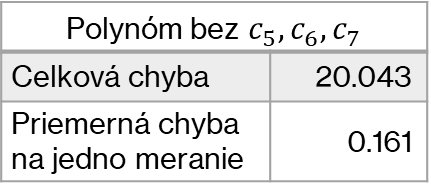 Polynóm bez c₅, c₆, c₇
Celková chyba 20.043
Priemerná chyba
na jedno meranie 0.161